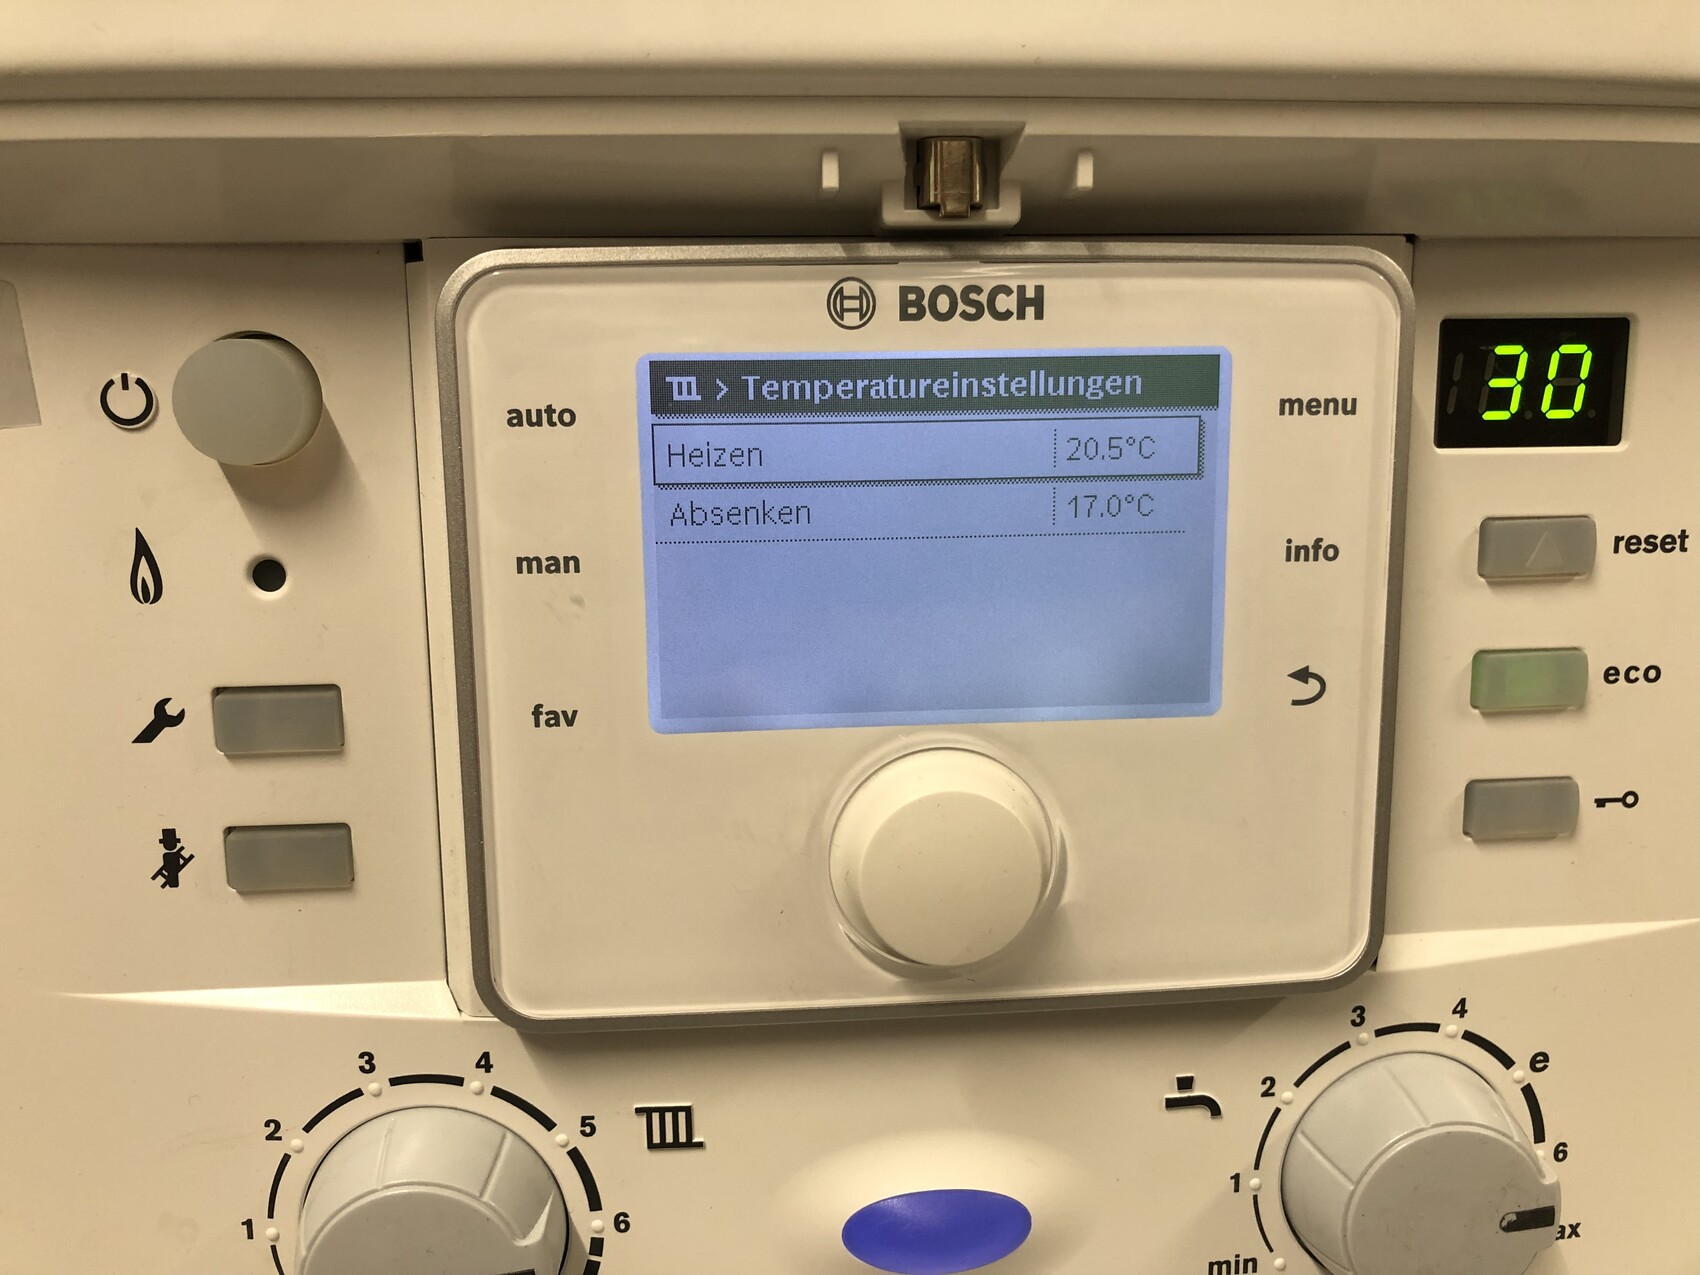 BOSCH
> Temperatureinstellungen
Heizen 20.5°C
Absenken 17.0°C
auto
man
fav
menu
info
30
reset
eco
1
2
3
4
5
6
min
1
2
3
4
e
6
ax